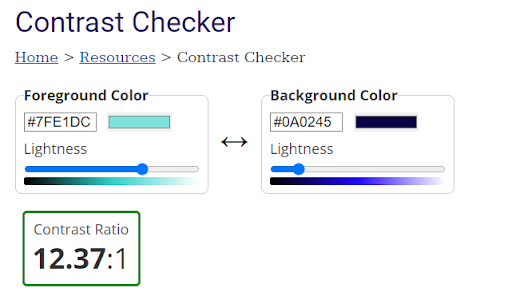 Contrast Checker
Home > Resources > Contrast Checker
Foreground Color
#7FE1DC
Lightness
Background Color
#0A0245
Lightness
Contrast Ratio
12.37:1